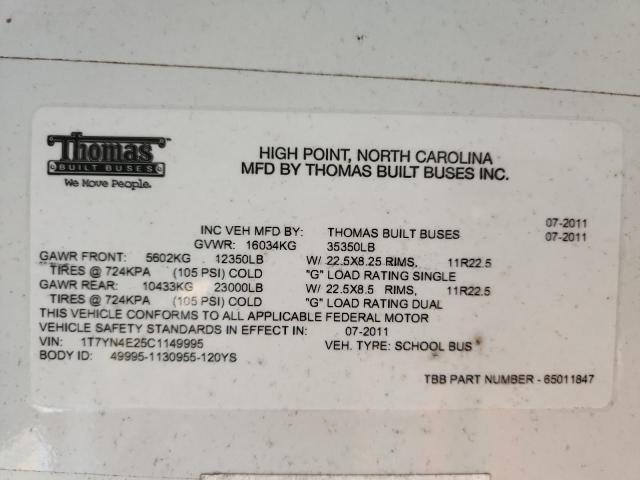 Thomas
BUILT BUSES
We Move People.
HIGH POINT, NORTH CAROLINA
MFD BY THOMAS BUILT BUSES INC.
INC VEH MFD BY: THOMAS BUILT BUSES 07-2011
GVWR: 16034KG 35350LB 07-2011
GAWR FRONT: 5602KG 12350LB W/ 22.5X8.25 RIMS, 11R22.5
TIRES @ 724KPA (105 PSI) COLD "G" LOAD RATING SINGLE
GAWR REAR: 10433KG 23000LB W/ 22.5X8.5 RIMS, 11R22.5
TIRES @ 724KPA (105 PSI) COLD "G" LOAD RATING DUAL
THIS VEHICLE CONFORMS TO ALL APPLICABLE FEDERAL MOTOR
VEHICLE SAFETY STANDARDS IN EFFECT IN: 07-2011
VIN: 1T7YN4E25C1149995 VEH. TYPE: SCHOOL BUS
BODY ID: 49995-1130955-120YS
TBB PART NUMBER - 65011847